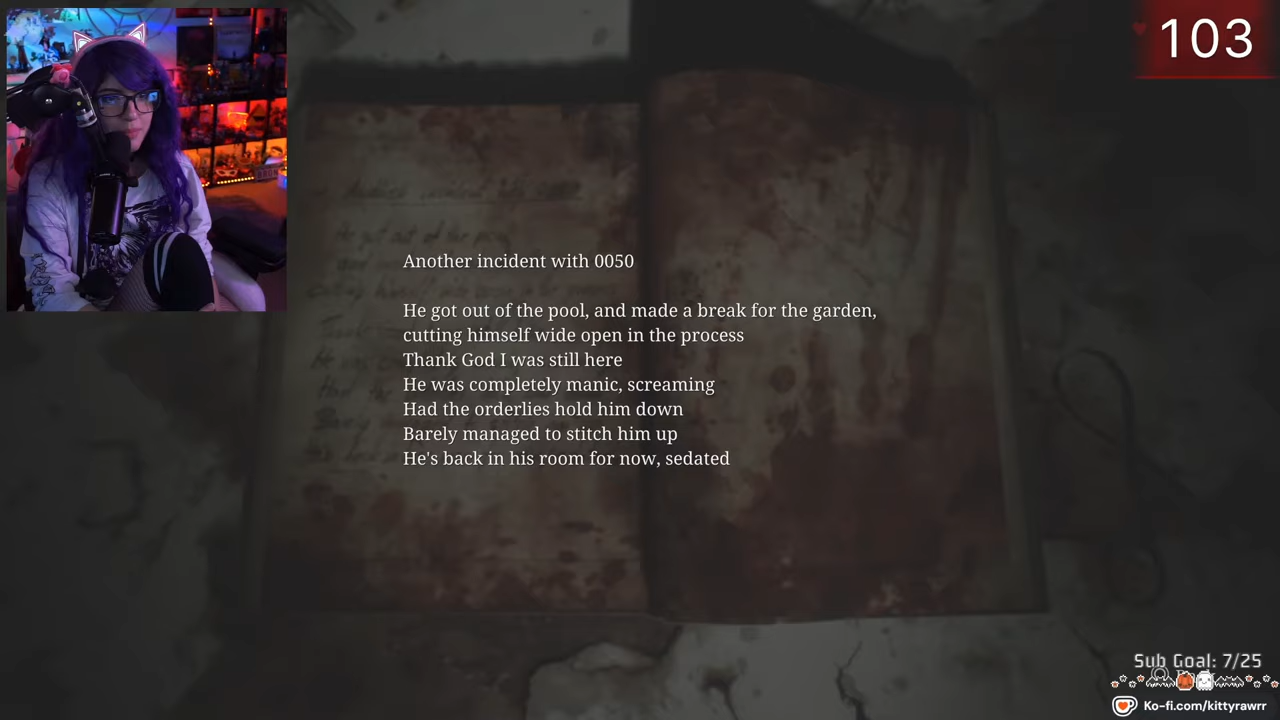 103
Another incident with 0050
He got out of the pool, and made a break for the garden,
cutting himself wide open in the process
Thank God I was still here
He was completely manic, screaming
Had the orderlies hold him down
Barely managed to stitch him up
He's back in his room for now, sedated
Sub Goal: 7/25
Ko-fi.com/kittyrawrr